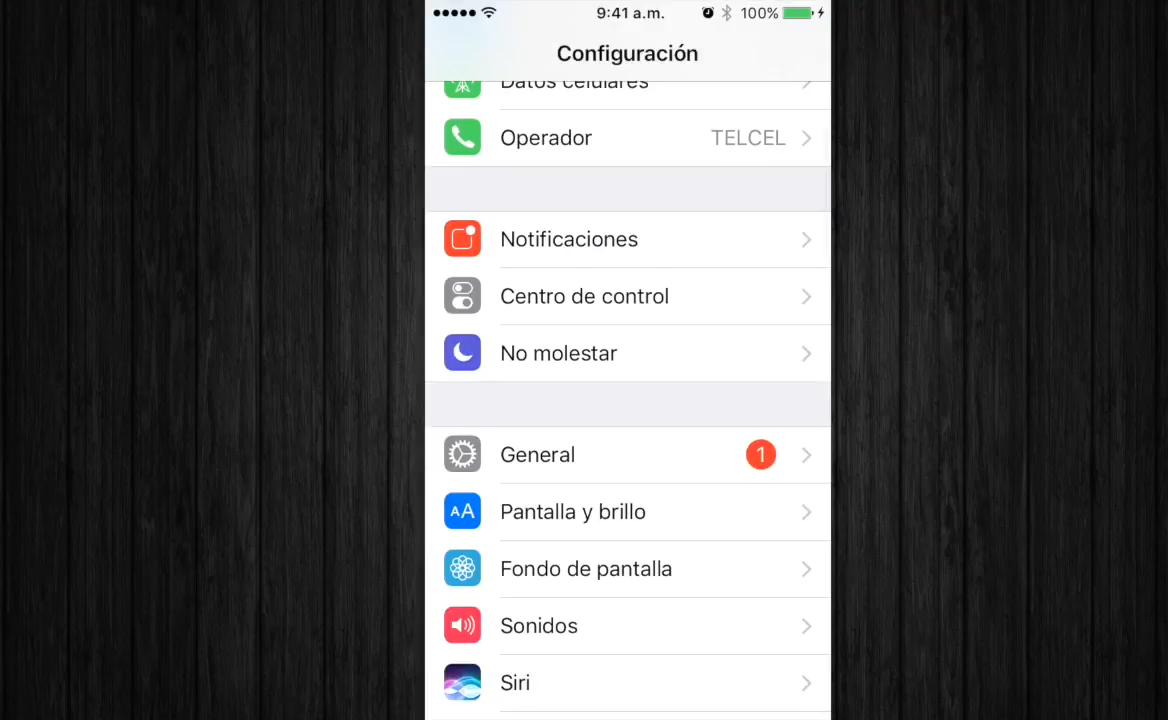 9:41 a.m. 100%
Configuración
Datos celulares
Operador TELCEL
Notificaciones
Centro de control
No molestar
General 1
AA Pantalla y brillo
Fondo de pantalla
Sonidos
Siri